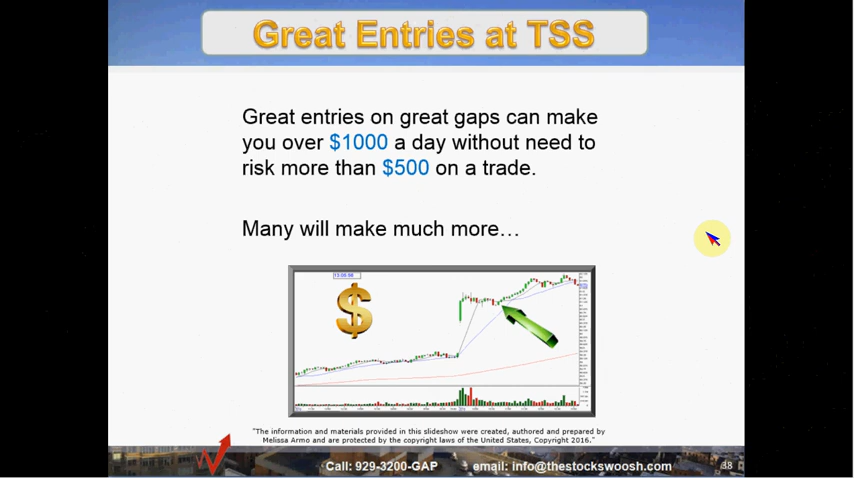 Great Entries at TSS
Great entries on great gaps can make
you over $1000 a day without need to
risk more than $500 on a trade.
Many will make much more…
$
"The information and materials provided in this slideshow were created, authored and prepared by
Melissa Armo and are protected by the copyright laws of the United States, Copyright 2016."
Call: 929-3200-GAP email: info@thestockswoosh.com 38